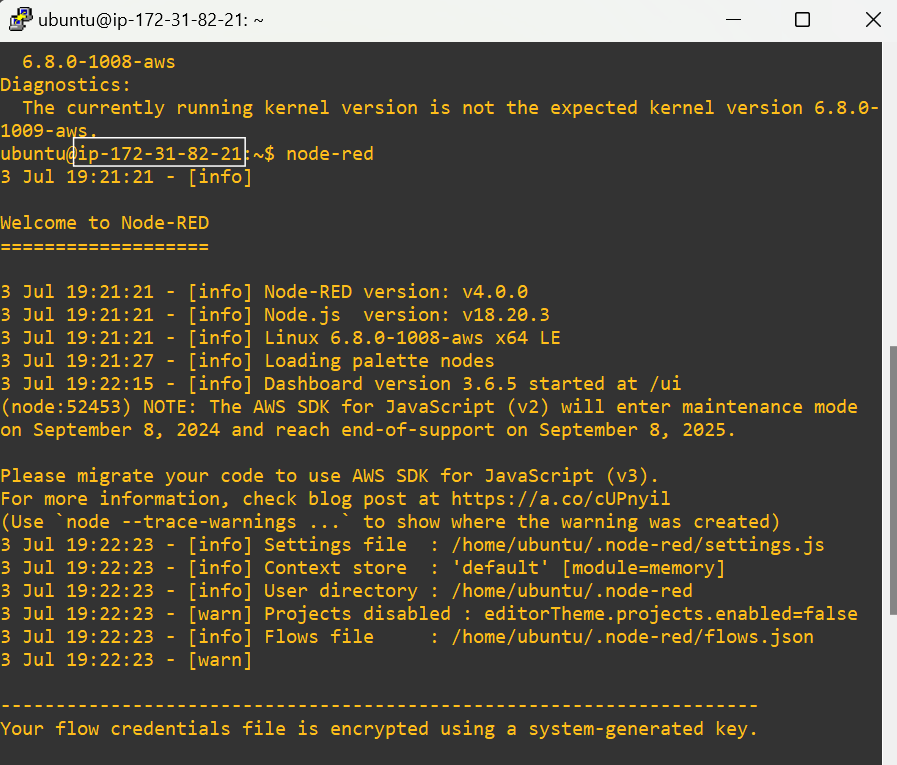 ubuntu@ip-172-31-82-21: ~
  6.8.0-1008-aws
Diagnostics:
  The currently running kernel version is not the expected kernel version 6.8.0-
1009-aws.
ubuntu@ip-172-31-82-21:~$ node-red
3 Jul 19:21:21 - [info]

Welcome to Node-RED
===================

3 Jul 19:21:21 - [info] Node-RED version: v4.0.0
3 Jul 19:21:21 - [info] Node.js  version: v18.20.3
3 Jul 19:21:21 - [info] Linux 6.8.0-1008-aws x64 LE
3 Jul 19:21:27 - [info] Loading palette nodes
3 Jul 19:22:15 - [info] Dashboard version 3.6.5 started at /ui
(node:52453) NOTE: The AWS SDK for JavaScript (v2) will enter maintenance mode
on September 8, 2024 and reach end-of-support on September 8, 2025.

Please migrate your code to use AWS SDK for JavaScript (v3).
For more information, check blog post at https://a.co/cUPnyil
(Use `node --trace-warnings ...` to show where the warning was created)
3 Jul 19:22:23 - [info] Settings file  : /home/ubuntu/.node-red/settings.js
3 Jul 19:22:23 - [info] Context store  : 'default' [module=memory]
3 Jul 19:22:23 - [info] User directory : /home/ubuntu/.node-red
3 Jul 19:22:23 - [warn] Projects disabled : editorTheme.projects.enabled=false
3 Jul 19:22:23 - [info] Flows file     : /home/ubuntu/.node-red/flows.json
3 Jul 19:22:23 - [warn]

---------------------------------------------------------------------
Your flow credentials file is encrypted using a system-generated key.